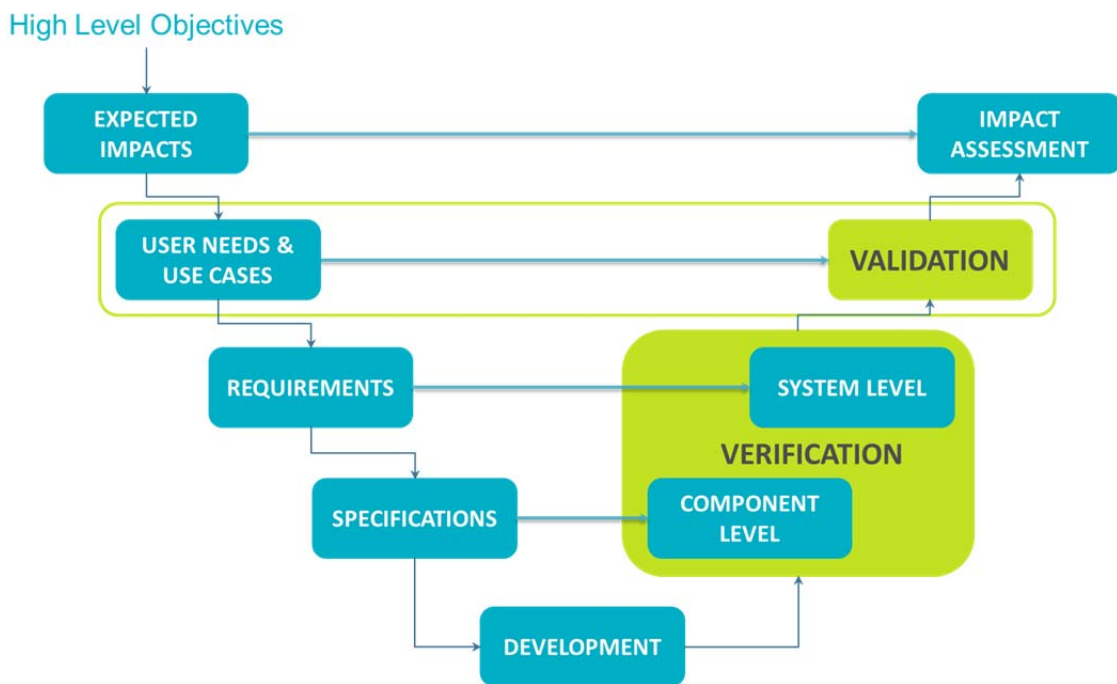 High Level Objectives
EXPECTED
IMPACTS
IMPACT
ASSESSMENT
USER NEEDS &
USE CASES
VALIDATION
REQUIREMENTS
SYSTEM LEVEL
VERIFICATION
SPECIFICATIONS
COMPONENT
LEVEL
DEVELOPMENT